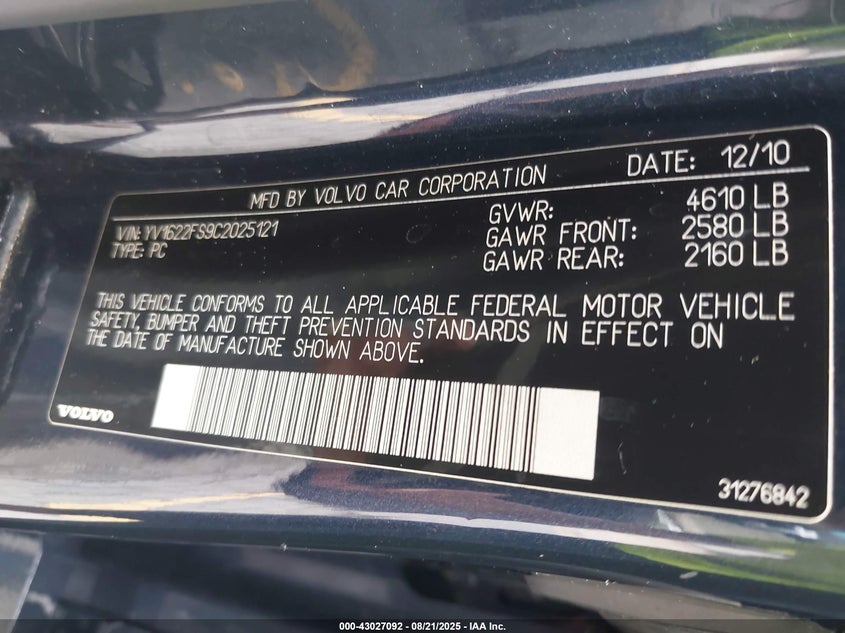 MFD BY VOLVO CAR CORPORATION DATE: 12/10
VIN: YV1622FS9C2025121 GVWR: 4610 LB
TYPE: PC GAWR FRONT: 2580 LB
GAWR REAR: 2160 LB
THIS VEHICLE CONFORMS TO ALL APPLICABLE FEDERAL MOTOR VEHICLE
SAFETY, BUMPER AND THEFT PREVENTION STANDARDS IN EFFECT ON
THE DATE OF MANUFACTURE SHOWN ABOVE.
VOLVO
31276842
000-43027092 - 08/21/2025 - IAA Inc.